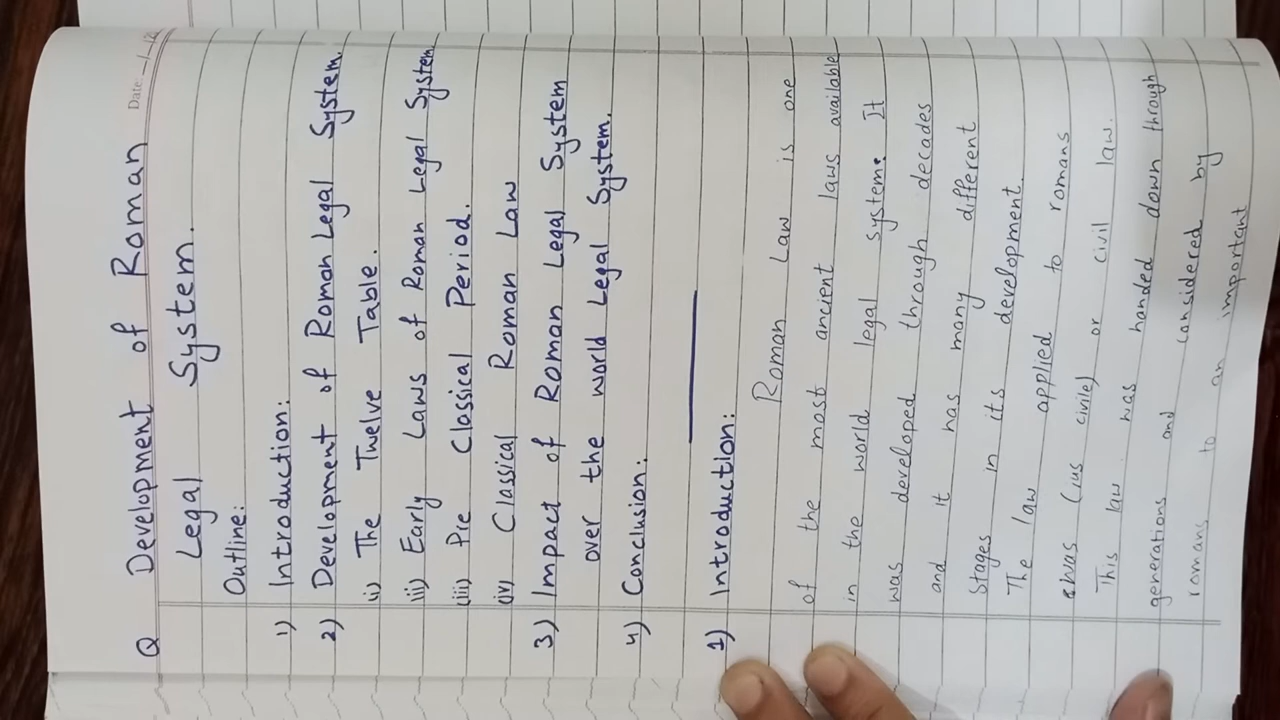 Date: _/_/20
Q Development of Roman
Legal System.
Outline:
1) Introduction:
2) Development of Roman Legal System.
i) The Twelve Table.
ii) Early Laws of Roman Legal System
iii) Pre Classical Period.
(iv Classical Roman Law
3) Impact of Roman Legal System
over the world Legal System.
4) Conclusion:
1) Introduction:
Roman Law is one
of the most ancient laws available
in the world legal system. It
was developed through decades
and it has many different
Stages in its development.
The law applied to romans
was (ius civile) or civil law.
This law was handed down through
generations and considered by
romans to an important